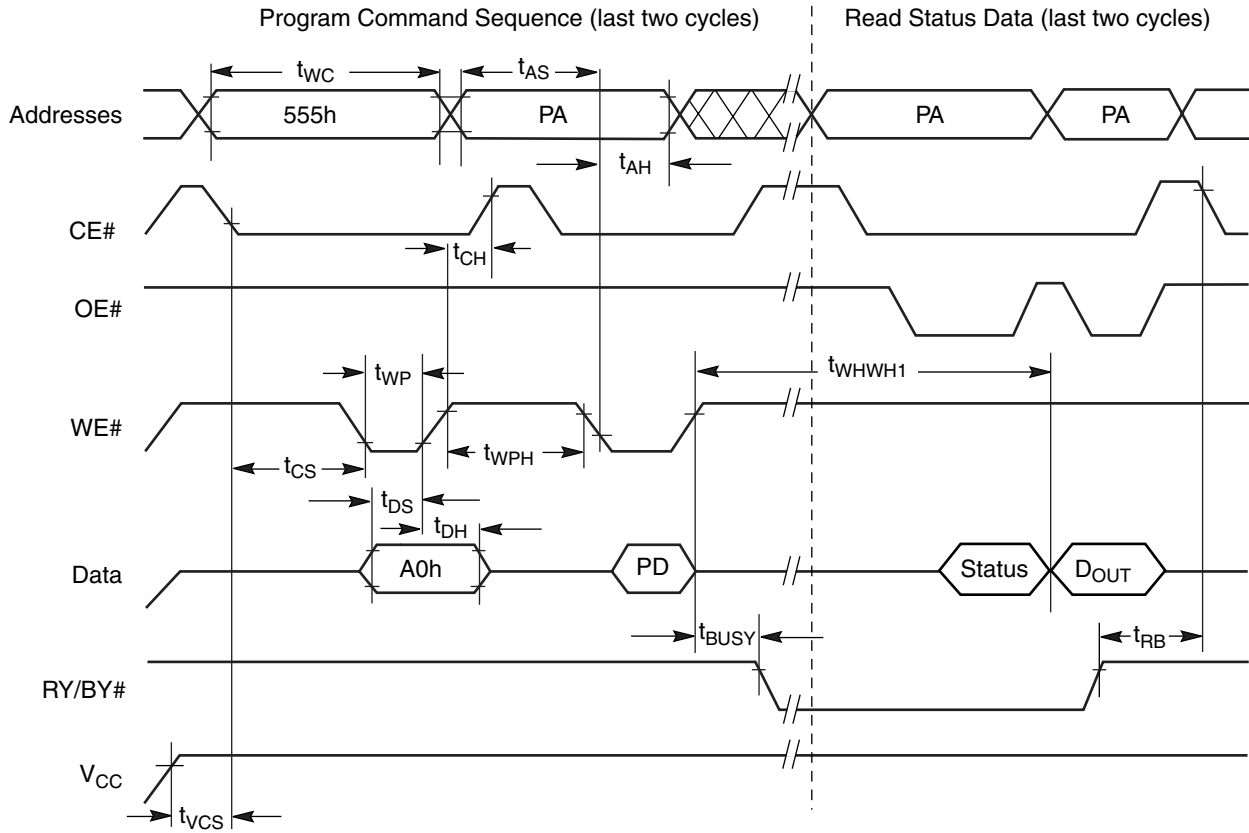 Program Command Sequence (last two cycles)
Read Status Data (last two cycles)
tWC
tAS
Addresses
555h
PA
PA
PA
tAH
CE#
tCH
OE#
tWP
tWHWH1
WE#
tCS
tWPH
tDS
tDH
Data
A0h
PD
Status
DOUT
tBUSY
tRB
RY/BY#
VCC
tVCS